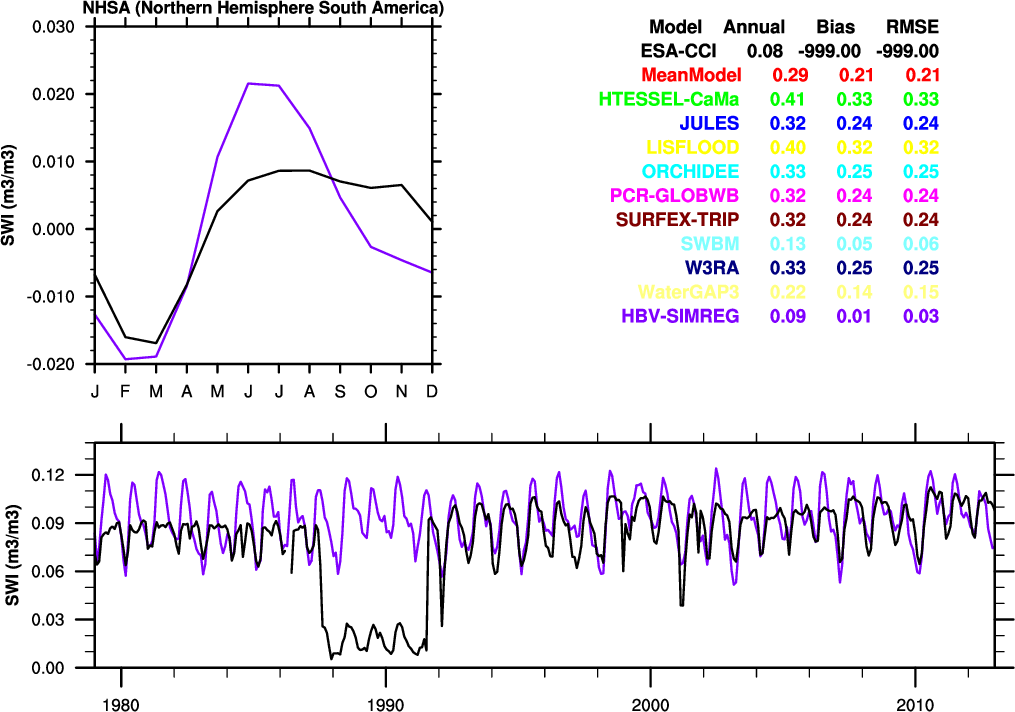 NHSA (Northern Hemisphere South America)
0.030
0.020
0.010
0.000
-0.010
-0.020
SWI (m3/m3)
J F M A M J J A S O N D
Model Annual Bias RMSE
ESA-CCI 0.08 -999.00 -999.00
MeanModel 0.29 0.21 0.21
HTESSEL-CaMa 0.41 0.33 0.33
JULES 0.32 0.24 0.24
LISFLOOD 0.40 0.32 0.32
ORCHIDEE 0.33 0.25 0.25
PCR-GLOBWB 0.32 0.24 0.24
SURFEX-TRIP 0.32 0.24 0.24
SWBM 0.13 0.05 0.06
W3RA 0.33 0.25 0.25
WaterGAP3 0.22 0.14 0.15
HBV-SIMREG 0.09 0.01 0.03
0.12
0.09
0.06
0.03
0.00
SWI (m3/m3)
1980 1990 2000 2010